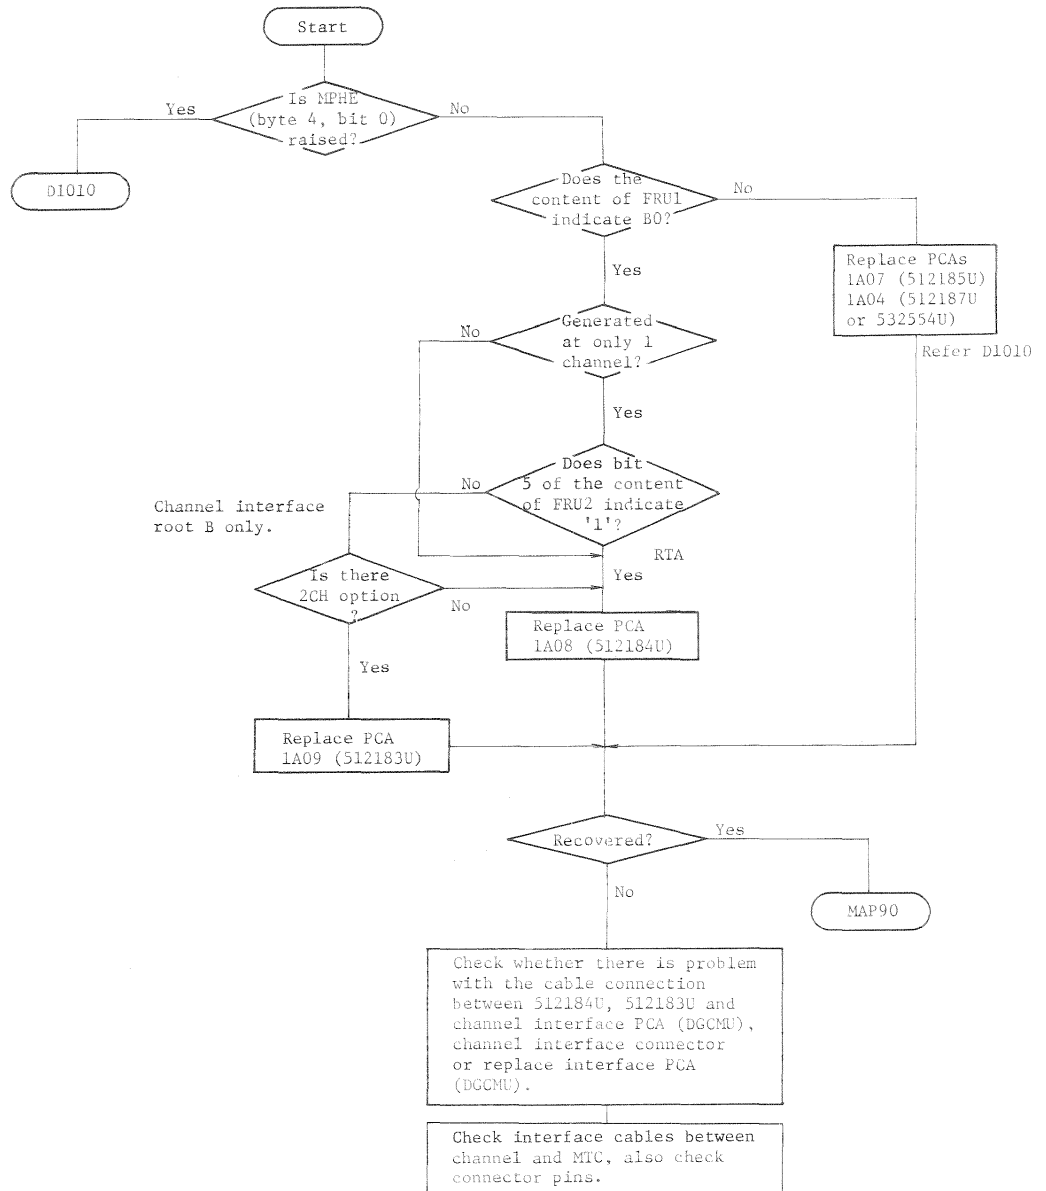 Start
Is MPHE
(byte 4, bit 0)
raised?
Yes
No
D1010
Does the
content of FRU1
indicate B0?
No
Yes
Replace PCAs
1A07 (512185U)
1A04 (512187U
or 532554U)
Refer D1010
Generated
at only 1
channel?
No
Yes
Does bit
5 of the content
of FRU2 indicate
'1'?
No
Channel interface
root B only.
RTA
Yes
Is there
2CH option
?
No
Yes
Replace PCA
1A08 (512184U)
Replace PCA
1A09 (512183U)
Recovered?
Yes
No
MAP90
Check whether there is problem
with the cable connection
between 512184U, 512183U and
channel interface PCA (DGCMU),
channel interface connector
or replace interface PCA
(DGCMU).
Check interface cables between
channel and MTC, also check
connector pins.